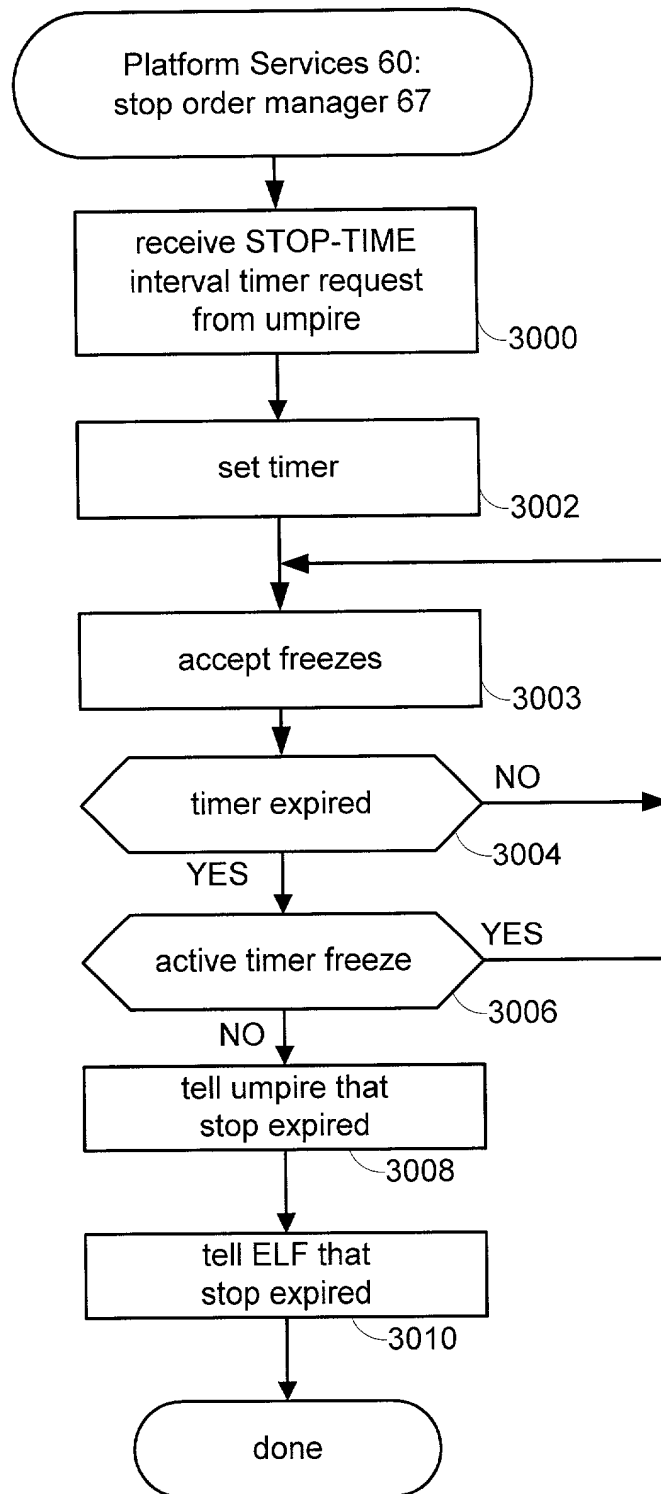 Platform Services 60:
stop order manager 67
receive STOP-TIME
interval timer request
from umpire
3000
set timer
3002
accept freezes
3003
timer expired
NO
3004
YES
active timer freeze
YES
3006
NO
tell umpire that
stop expired
3008
tell ELF that
stop expired
3010
done